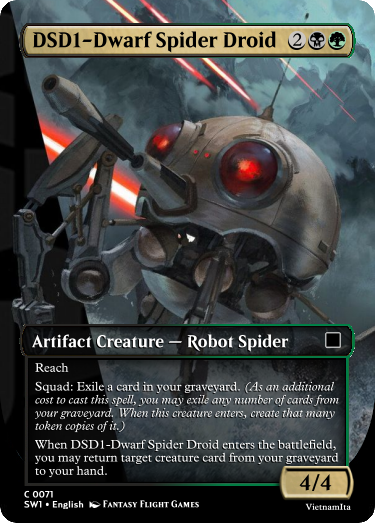 DSD1-Dwarf Spider Droid 2
Artifact Creature — Robot Spider
Reach
Squad: Exile a card in your graveyard. (As an additional
cost to cast this spell, you may exile any number of cards from
your graveyard. When this creature enters, create that many
token copies of it.)
When DSD1-Dwarf Spider Droid enters the battlefield,
you may return target creature card from your graveyard
to your hand.
4/4
C 0071
SW1 • English FANTASY FLIGHT GAMES
VietnamIta